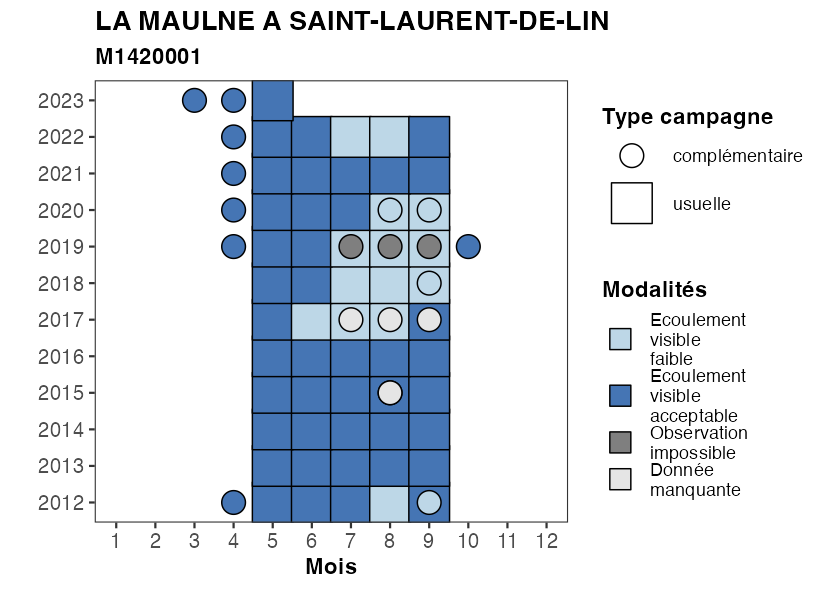 LA MAULNE A SAINT-LAURENT-DE-LIN
M1420001
2023
2022
2021
2020
2019
2018
2017
2016
2015
2014
2013
2012
1 2 3 4 5 6 7 8 9 10 11 12
Mois
Type campagne
complémentaire
usuelle
Modalités
Ecoulement
visible
faible
Ecoulement
visible
acceptable
Observation
impossible
Donnée
manquante